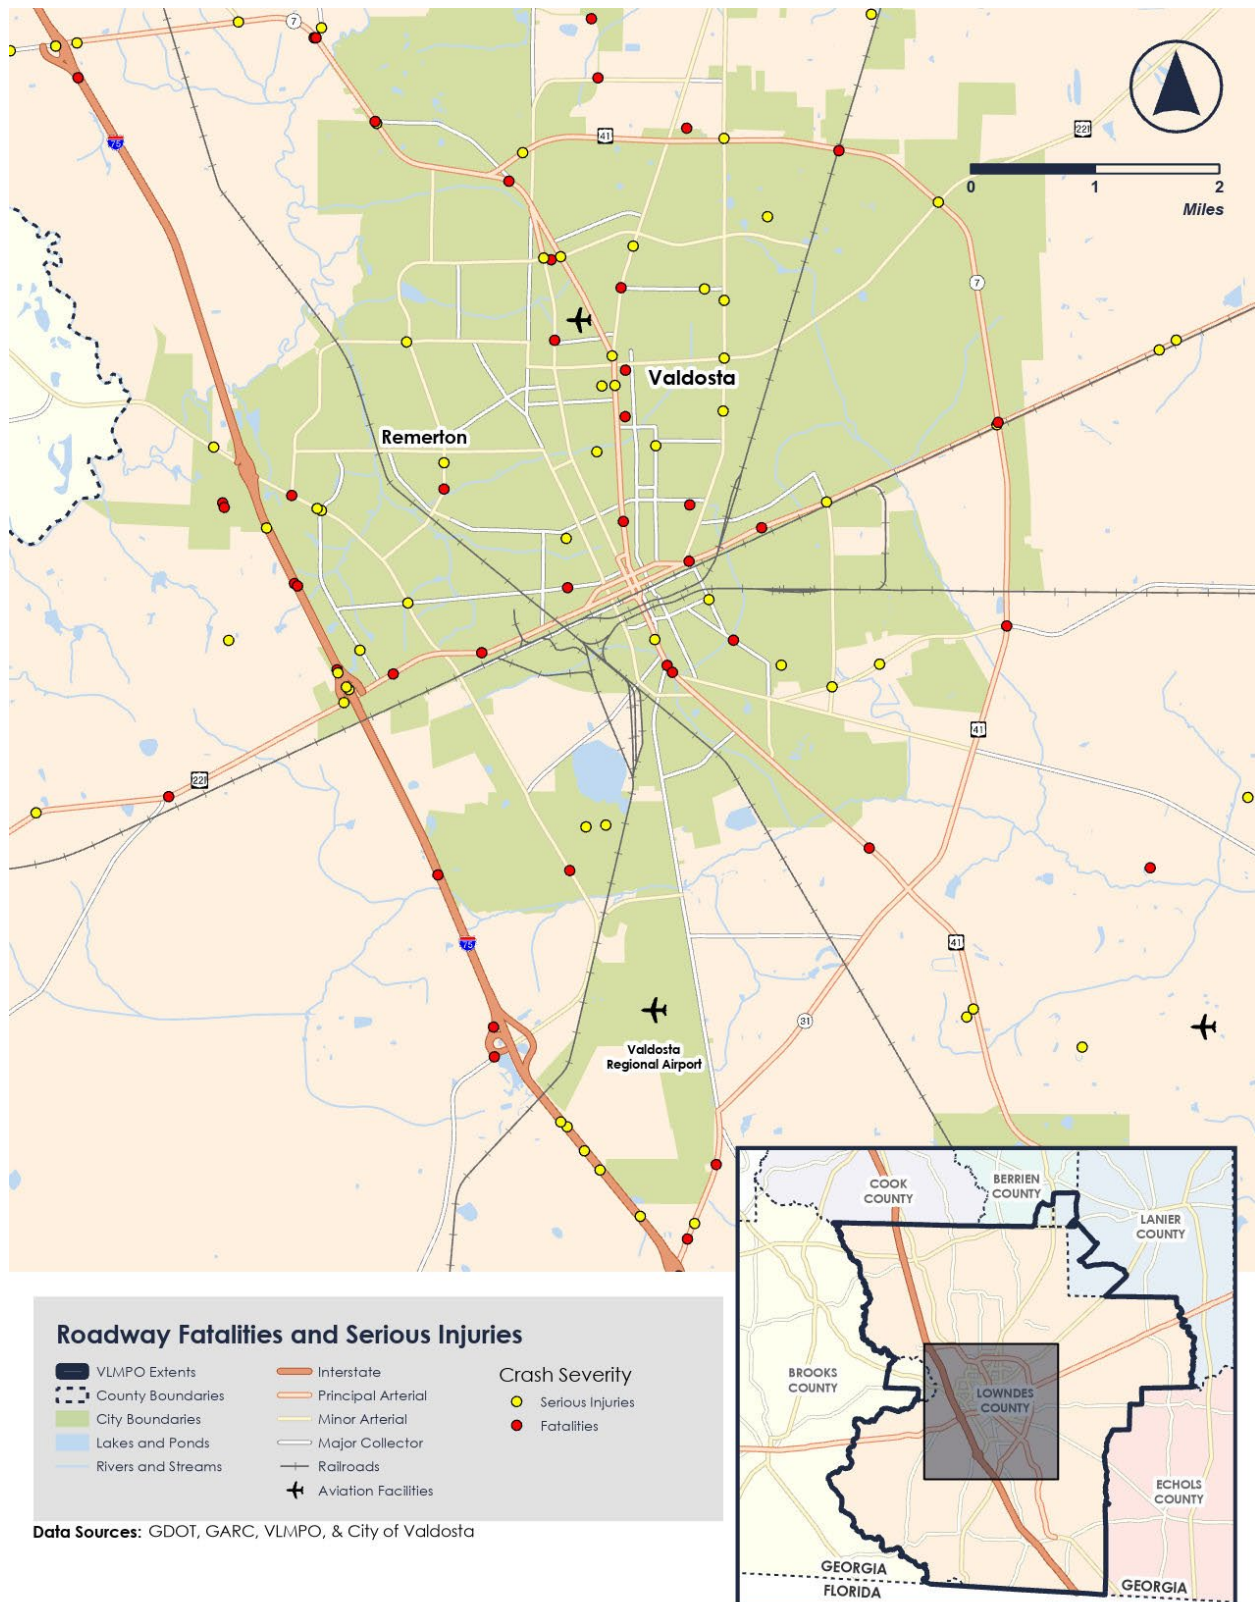 7
75
41
221
0
1
2
Miles
7
Valdosta
Remerton
221
41
75
41
31
Valdosta
Regional Airport
COOK
COUNTY
BERRIEN
COUNTY
LANIER
COUNTY
BROOKS
COUNTY
LOWNDES
COUNTY
ECHOLS
COUNTY
GEORGIA
FLORIDA
GEORGIA
Roadway Fatalities and Serious Injuries
VLMPO Extents
County Boundaries
City Boundaries
Lakes and Ponds
Rivers and Streams
Interstate
Principal Arterial
Minor Arterial
Major Collector
Railroads
Aviation Facilities
Crash Severity
Serious Injuries
Fatalities
Data Sources: GDOT, GARC, VLMPO, & City of Valdosta